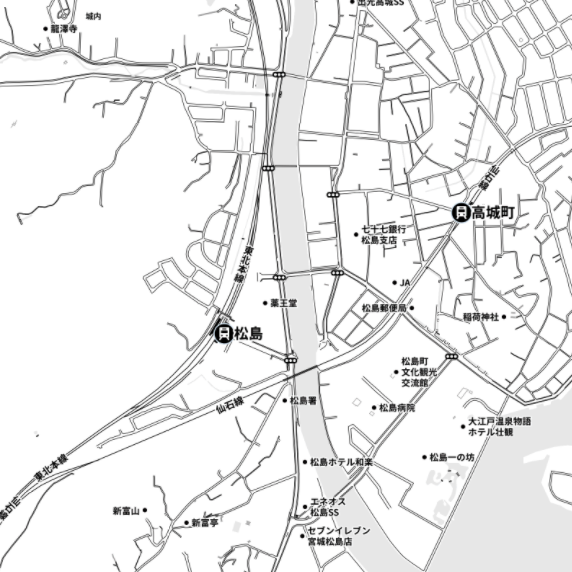 出光高城SS
城内
龍澤寺
仙石線
高城町
七十七銀行
松島支店
東北本線
JA
薬王堂
松島郵便局
稲荷神社
松島
松島町
文化観光
交流館
仙石線
松島署
松島病院
大江戸温泉物語
ホテル壮観
松島一の坊
松島ホテル和楽
東北本線
仙石線
エネオス
松島SS
新富山
新富亭
セブンイレブン
宮城松島店